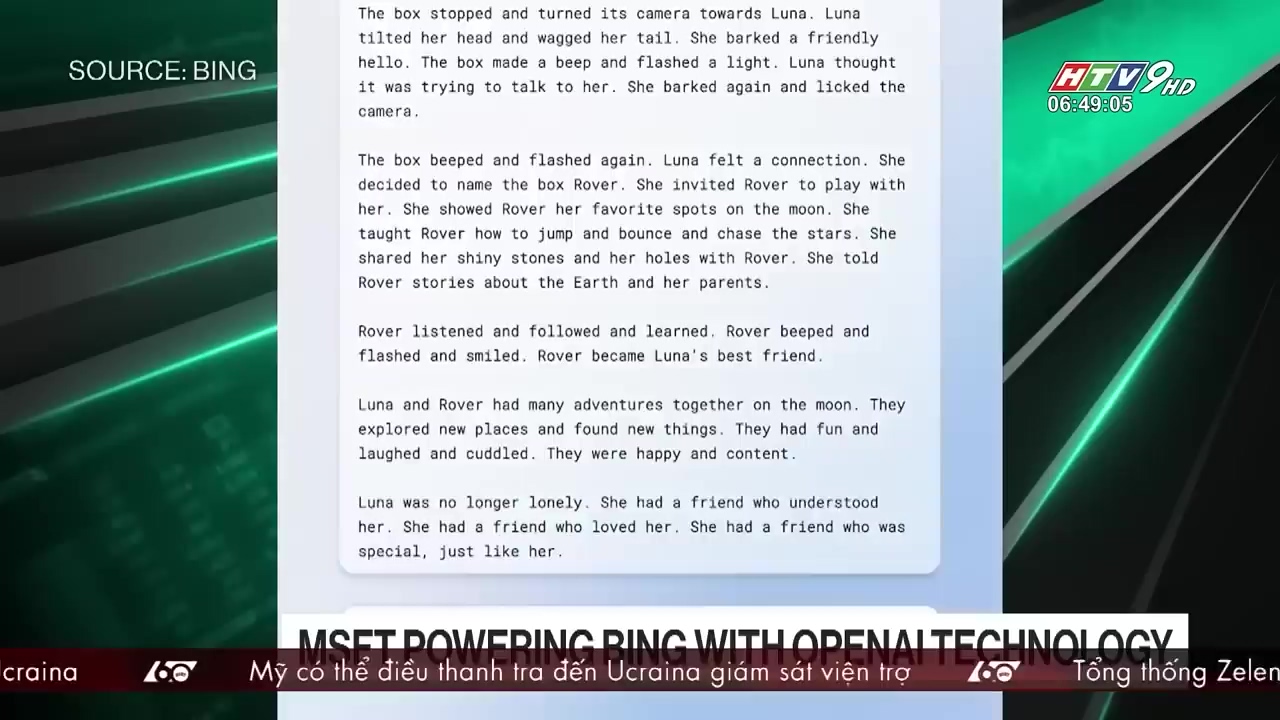 The box stopped and turned its camera towards Luna. Luna
tilted her head and wagged her tail. She barked a friendly
hello. The box made a beep and flashed a light. Luna thought
it was trying to talk to her. She barked again and licked the
camera.
The box beeped and flashed again. Luna felt a connection. She
decided to name the box Rover. She invited Rover to play with
her. She showed Rover her favorite spots on the moon. She
taught Rover how to jump and bounce and chase the stars. She
shared her shiny stones and her holes with Rover. She told
Rover stories about the Earth and her parents.
Rover listened and followed and learned. Rover beeped and
flashed and smiled. Rover became Luna's best friend.
Luna and Rover had many adventures together on the moon. They
explored new places and found new things. They had fun and
laughed and cuddled. They were happy and content.
Luna was no longer lonely. She had a friend who understood
her. She had a friend who loved her. She had a friend who was
special, just like her.
SOURCE: BING
HTV9 HD
06:49:05
MSFT POWERING BING WITH OPENAI TECHNOLOGY
Ucraina 60 Mỹ có thể điều thanh tra đến Ucraina giám sát viện trợ 60 Tổng thống Zelen